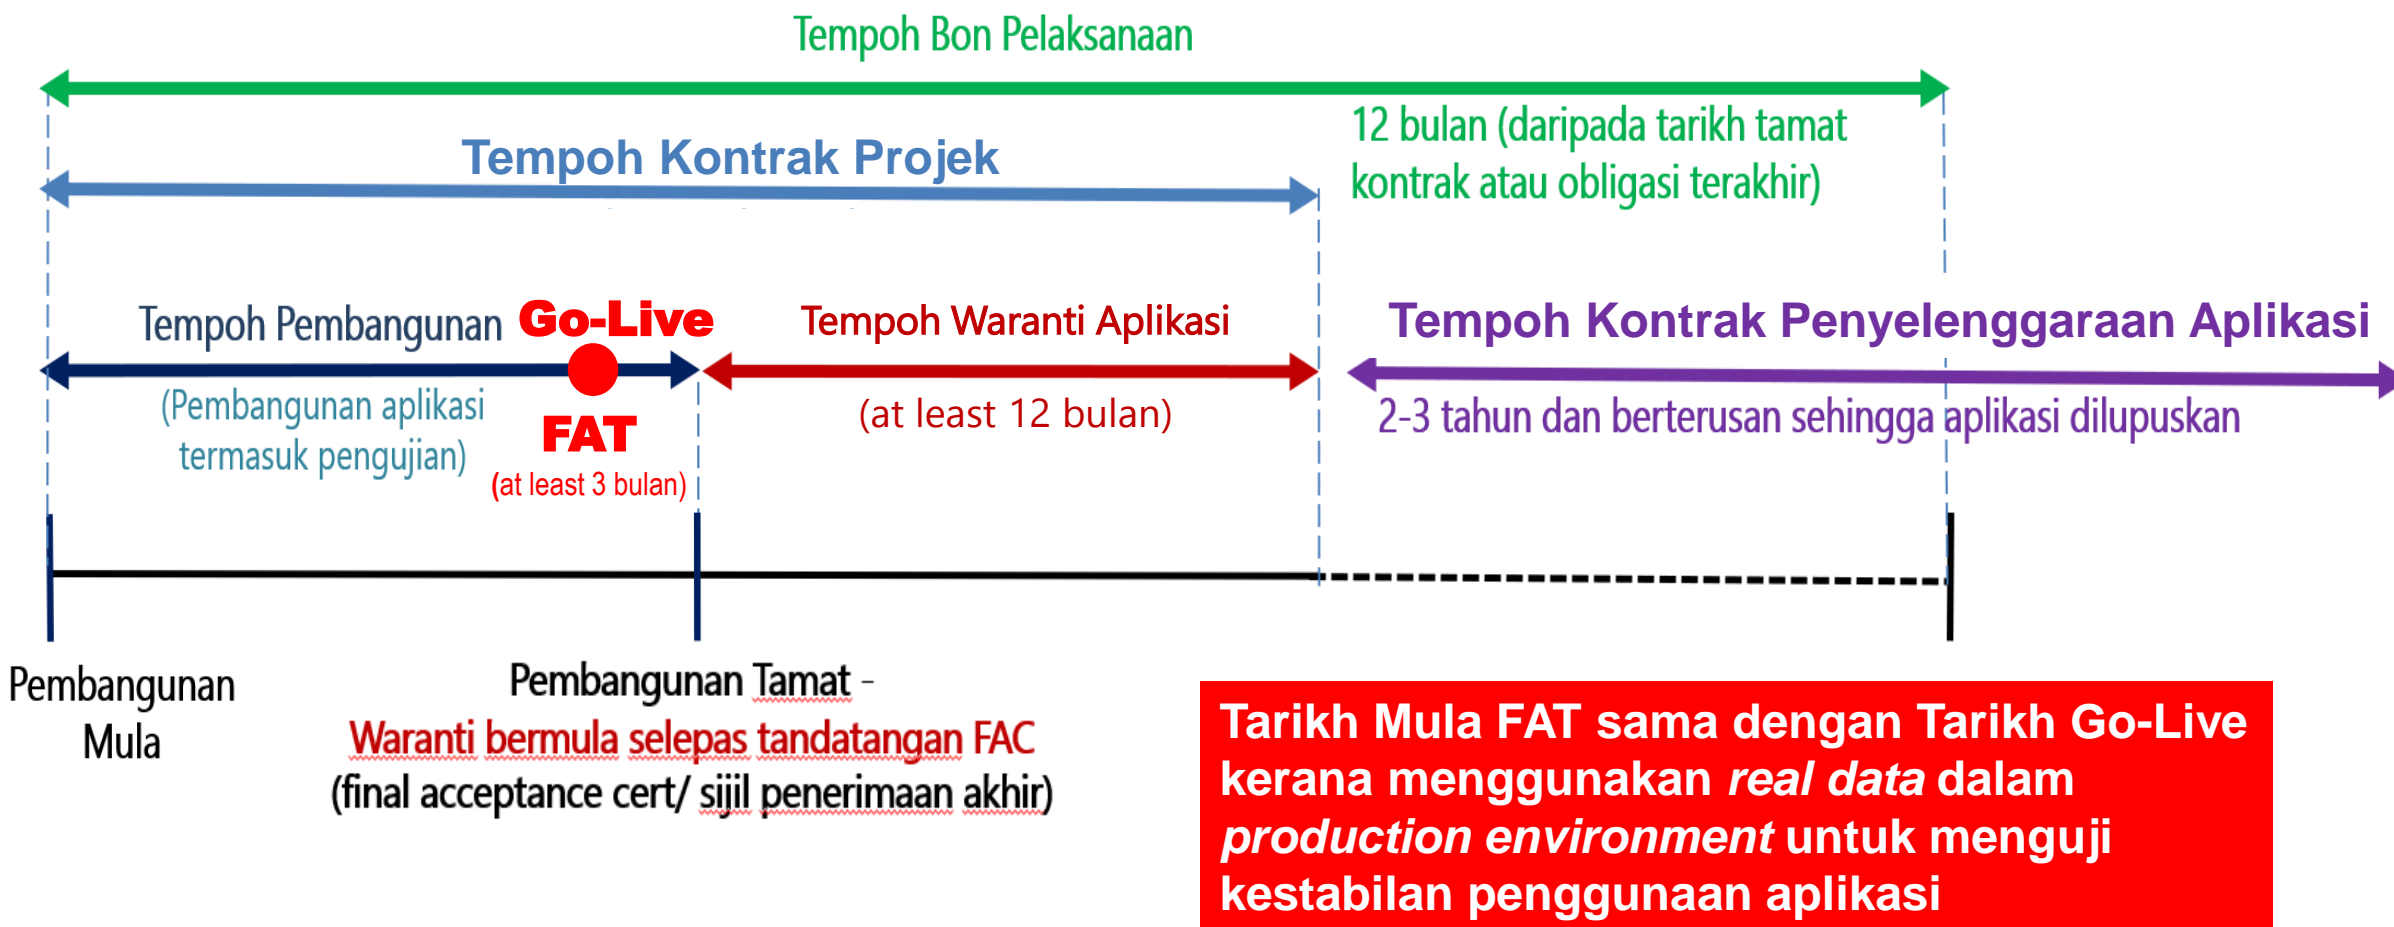 Tempoh Bon Pelaksanaan
12 bulan (daripada tarikh tamat
kontrak atau obligasi terakhir)
Tempoh Kontrak Projek
Tempoh Pembangunan
Go-Live
Tempoh Waranti Aplikasi
Tempoh Kontrak Penyelenggaraan Aplikasi
(Pembangunan aplikasi
termasuk pengujian)
FAT
(at least 3 bulan)
(at least 12 bulan)
2-3 tahun dan berterusan sehingga aplikasi dilupuskan
Pembangunan
Mula
Pembangunan Tamat -
Waranti bermula selepas tandatangan FAC
(final acceptance cert/ sijil penerimaan akhir)
Tarikh Mula FAT sama dengan Tarikh Go-Live
kerana menggunakan real data dalam
production environment untuk menguji
kestabilan penggunaan aplikasi